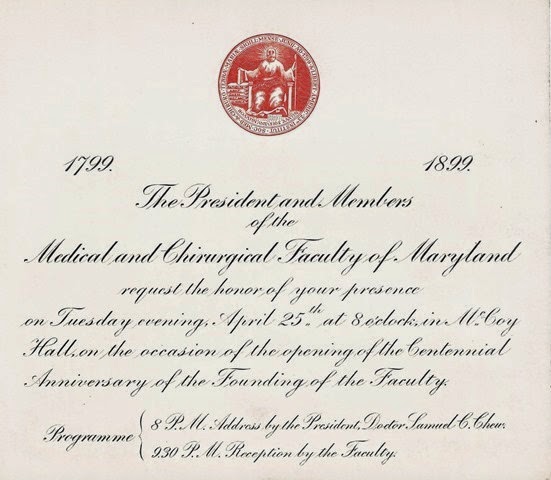 1799. 1899.
The President and Members
of the
Medical and Chirurgical Faculty of Maryland
request the honor of your presence
on Tuesday evening, April 25th at 8 o'clock, in McCoy
Hall, on the occasion of the opening of the Centennial
Anniversary of the Founding of the Faculty.
Programme { 8 P.M. Address by the President, Doctor Samuel C. Chew.
9.30 P.M. Reception by the Faculty.